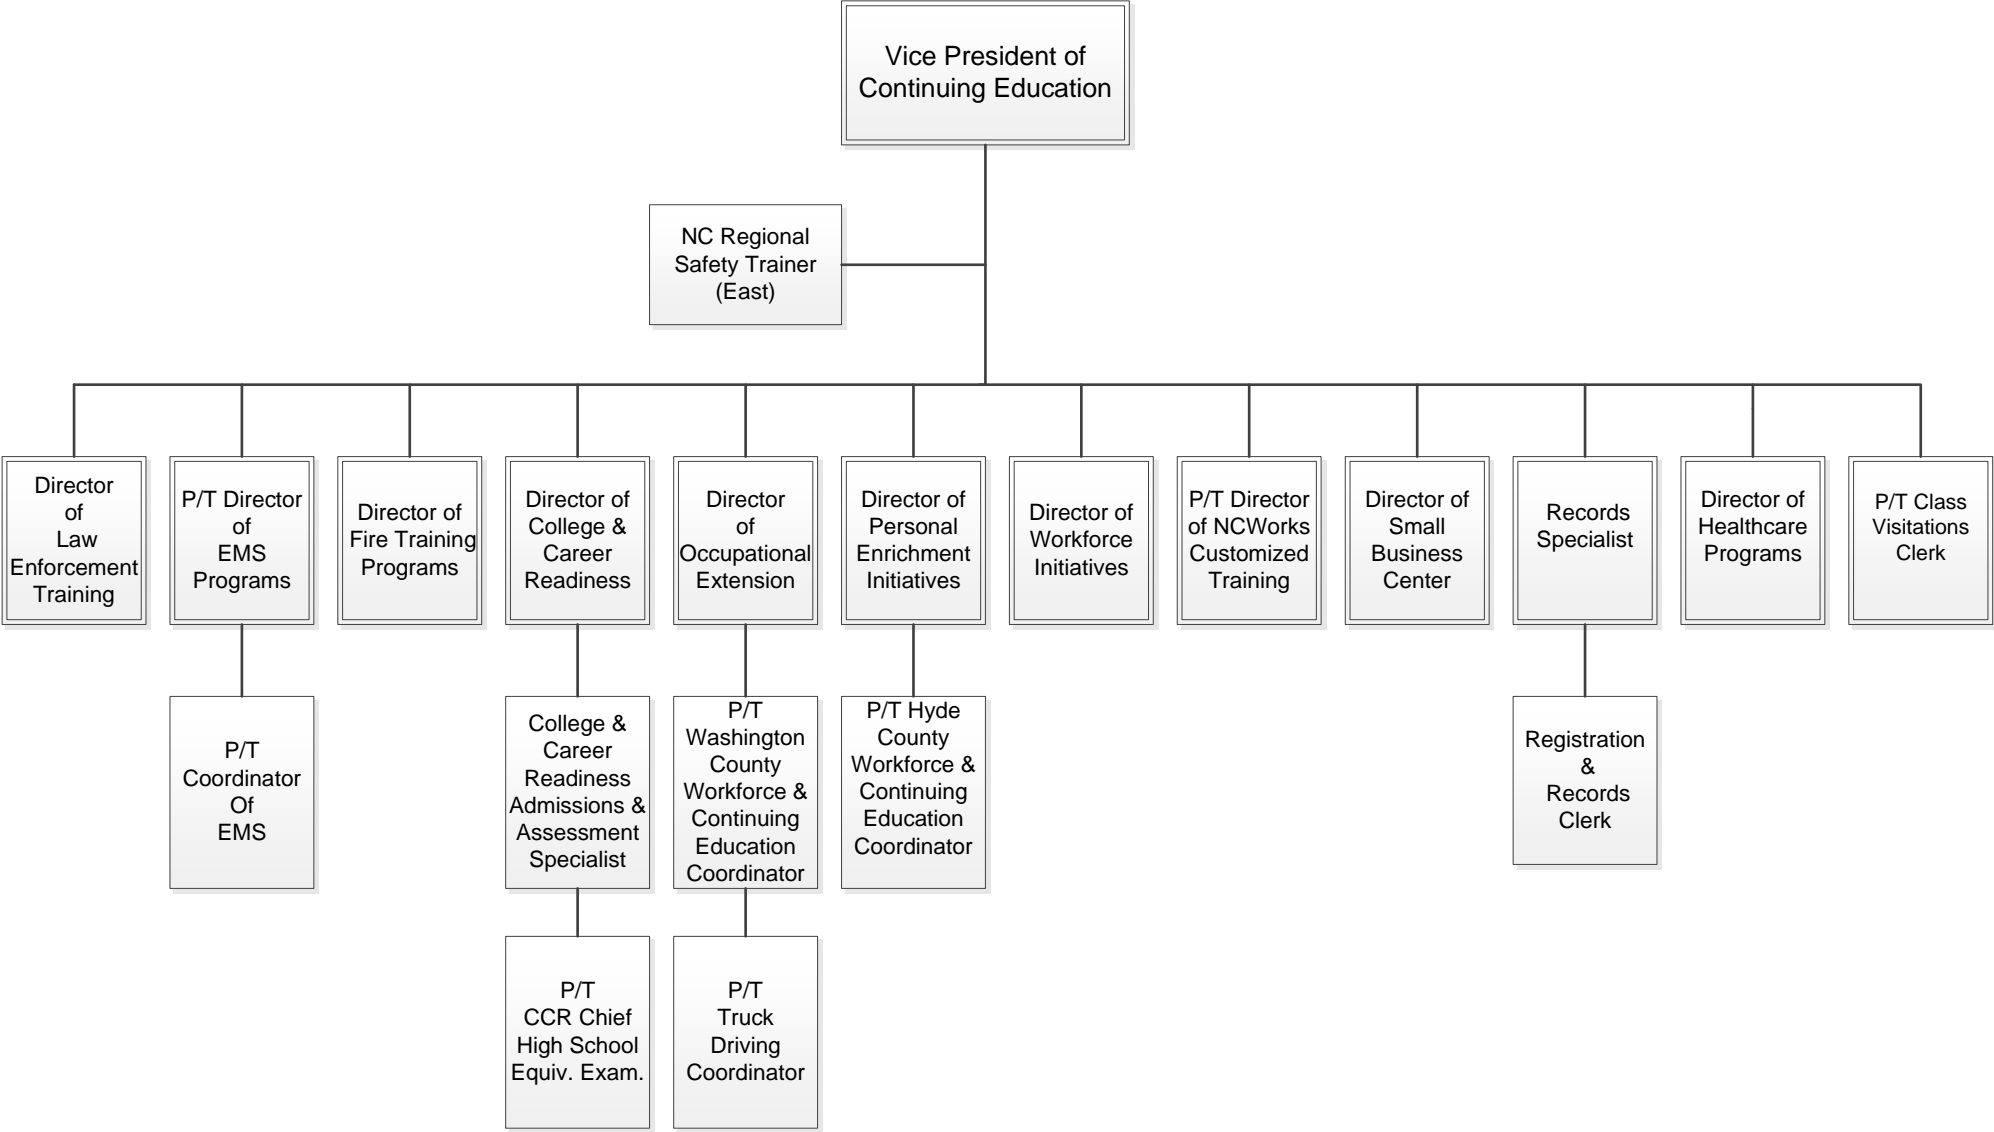 Vice President of
Continuing Education
NC Regional
Safety Trainer
(East)
Director
of
Law
Enforcement
Training
P/T Director
of
EMS
Programs
Director of
Fire Training
Programs
Director of
College &
Career
Readiness
Director
of
Occupational
Extension
Director of
Personal
Enrichment
Initiatives
Director of
Workforce
Initiatives
P/T Director
of NCWorks
Customized
Training
Director of
Small
Business
Center
Records
Specialist
Director of
Healthcare
Programs
P/T Class
Visitations
Clerk
P/T
Coordinator
Of
EMS
College &
Career
Readiness
Admissions &
Assessment
Specialist
P/T
Washington
County
Workforce &
Continuing
Education
Coordinator
P/T Hyde
County
Workforce &
Continuing
Education
Coordinator
Registration
&
Records
Clerk
P/T
CCR Chief
High School
Equiv. Exam.
P/T
Truck
Driving
Coordinator